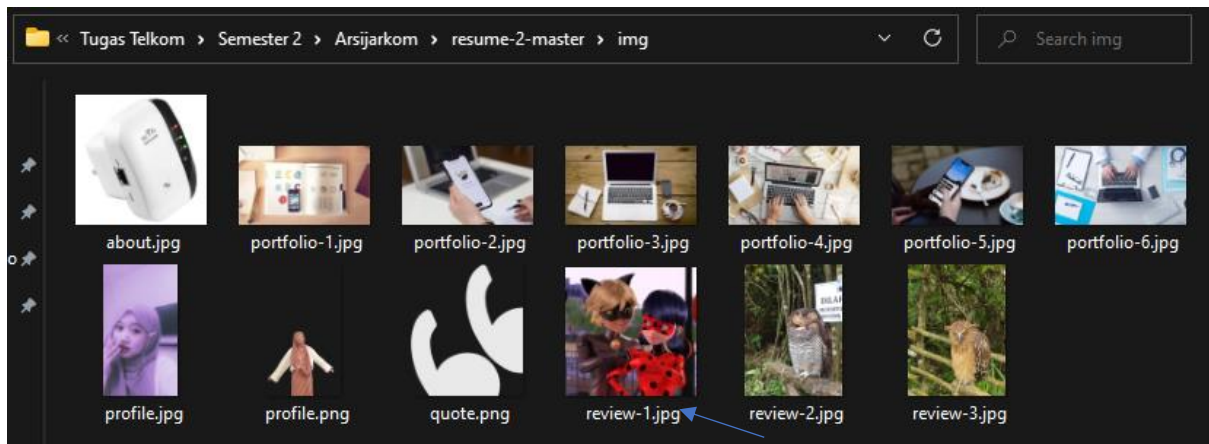 « Tugas Telkom › Semester 2 › Arsijarkom › resume-2-master › img
Search img
about.jpg portfolio-1.jpg portfolio-2.jpg portfolio-3.jpg portfolio-4.jpg portfolio-5.jpg portfolio-6.jpg
o
profile.jpg profile.png quote.png review-1.jpg review-2.jpg review-3.jpg